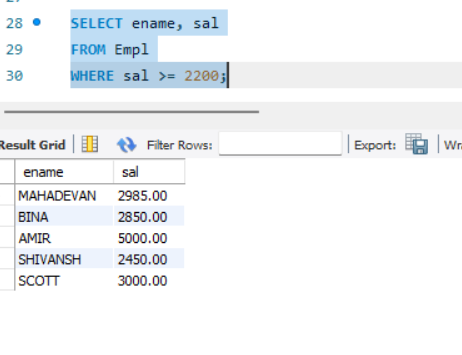 28 SELECT ename, sal
29 FROM Empl
30 WHERE sal >= 2200;
Result Grid Filter Rows: Export:
ename sal
MAHADEVAN 2985.00
BINA 2850.00
AMIR 5000.00
SHIVANSH 2450.00
SCOTT 3000.00